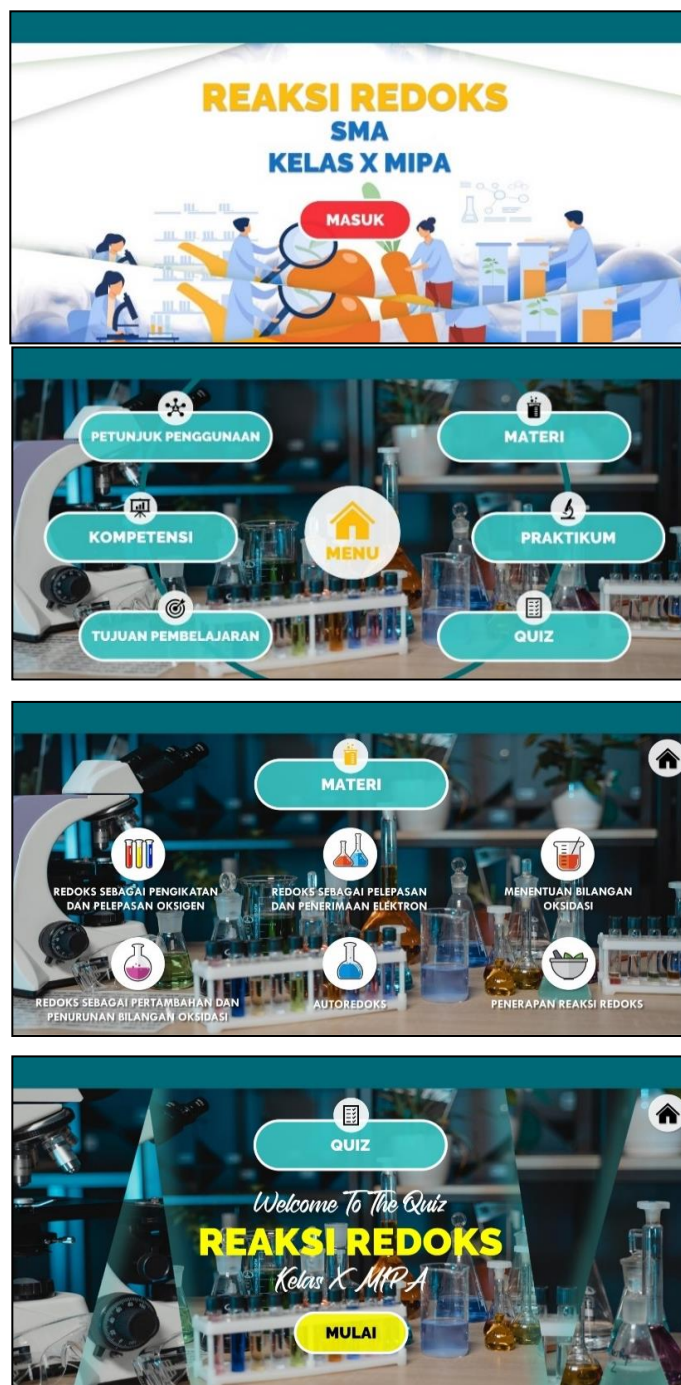 REAKSI REDOKS
SMA
KELAS X MIPA
MASUK
PETUNJUK PENGGUNAAN
MATERI
KOMPETENSI
MENU
PRAKTIKUM
TUJUAN PEMBELAJARAN
QUIZ
MATERI
REDOKS SEBAGAI PENGIKATAN
DAN PELEPASAN OKSIGEN
REDOKS SEBAGAI PELEPASAN
DAN PENERIMAAN ELEKTRON
MENENTUAN BILANGAN
OKSIDASI
REDOKS SEBAGAI PERTAMBAHAN DAN
PENURUNAN BILANGAN OKSIDASI
AUTOREDOKS
PENERAPAN REAKSI REDOKS
QUIZ
Welcome To The Quiz
REAKSI REDOKS
Kelas X MIPA
MULAI